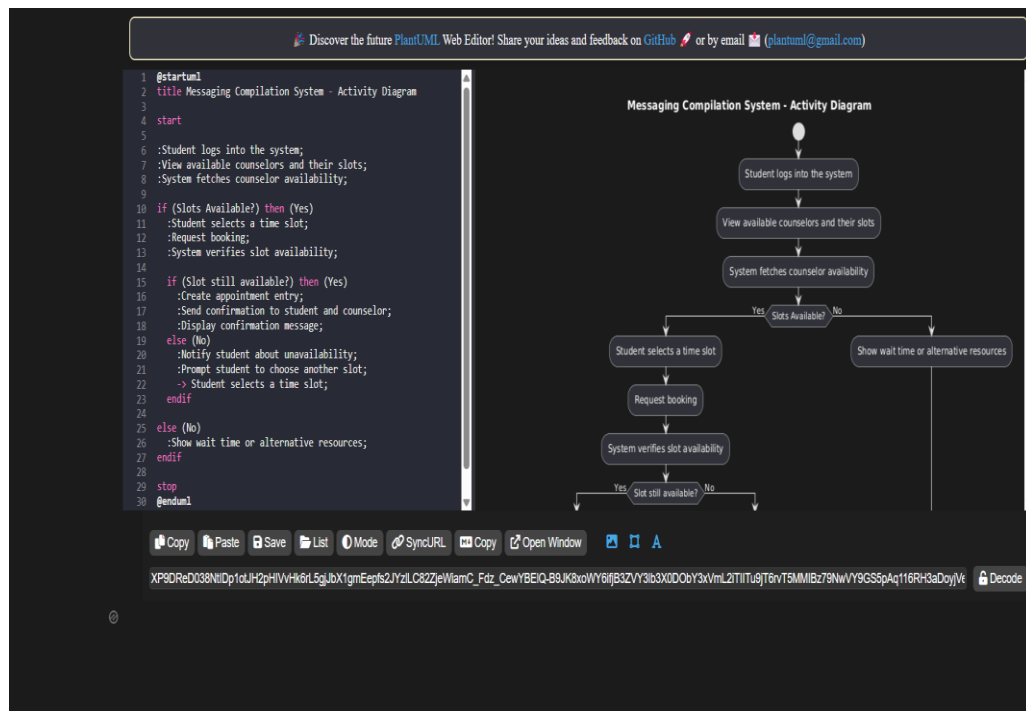 🎉 Discover the future PlantUML Web Editor! Share your ideas and feedback on GitHub 🚀 or by email 📩 (plantuml@gmail.com)
1 @startuml
2 title Messaging Compilation System - Activity Diagram
3
4 start
5
6 :Student logs into the system;
7 :View available counselors and their slots;
8 :System fetches counselor availability;
9
10 if (Slots Available?) then (Yes)
11 :Student selects a time slot;
12 :Request booking;
13 :System verifies slot availability;
14
15 if (Slot still available?) then (Yes)
16 :Create appointment entry;
17 :Send confirmation to student and counselor;
18 :Display confirmation message;
19 else (No)
20 :Notify student about unavailability;
21 :Prompt student to choose another slot;
22 -> Student selects a time slot;
23 endif
24
25 else (No)
26 :Show wait time or alternative resources;
27 endif
28
29 stop
30 @enduml
Messaging Compilation System - Activity Diagram
Student logs into the system
View available counselors and their slots
System fetches counselor availability
Yes Slots Available? No
Student selects a time slot Show wait time or alternative resources
Request booking
System verifies slot availability
Yes Slot still available? No
Copy Paste Save List Mode SyncURL Copy Open Window A
Decode